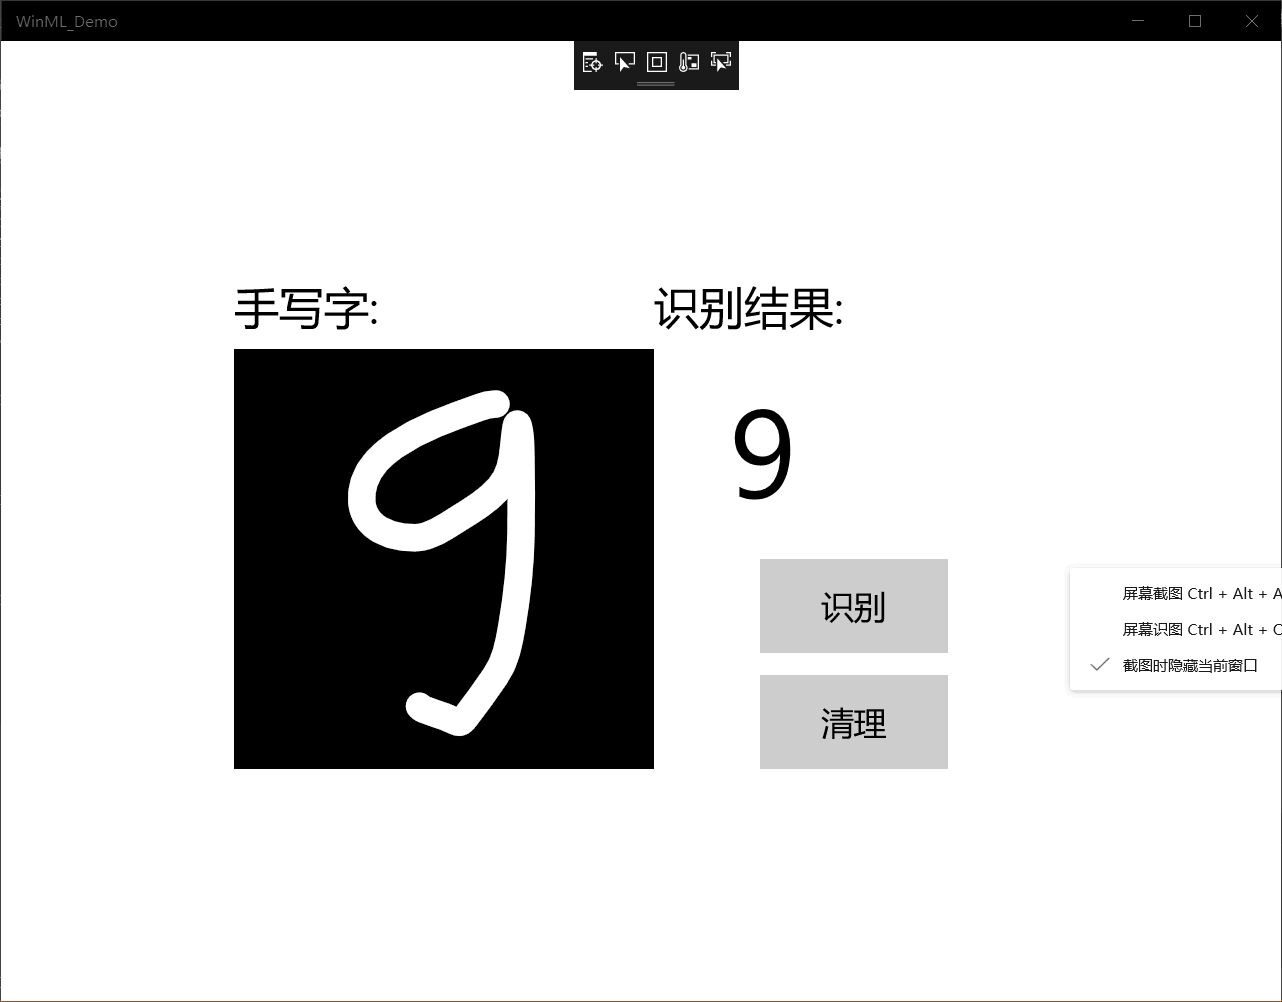 WinML_Demo
手写字:
识别结果:
9
9
识别
清理
屏幕截图 Ctrl + Alt + A
屏幕识图 Ctrl + Alt +
截图时隐藏当前窗口